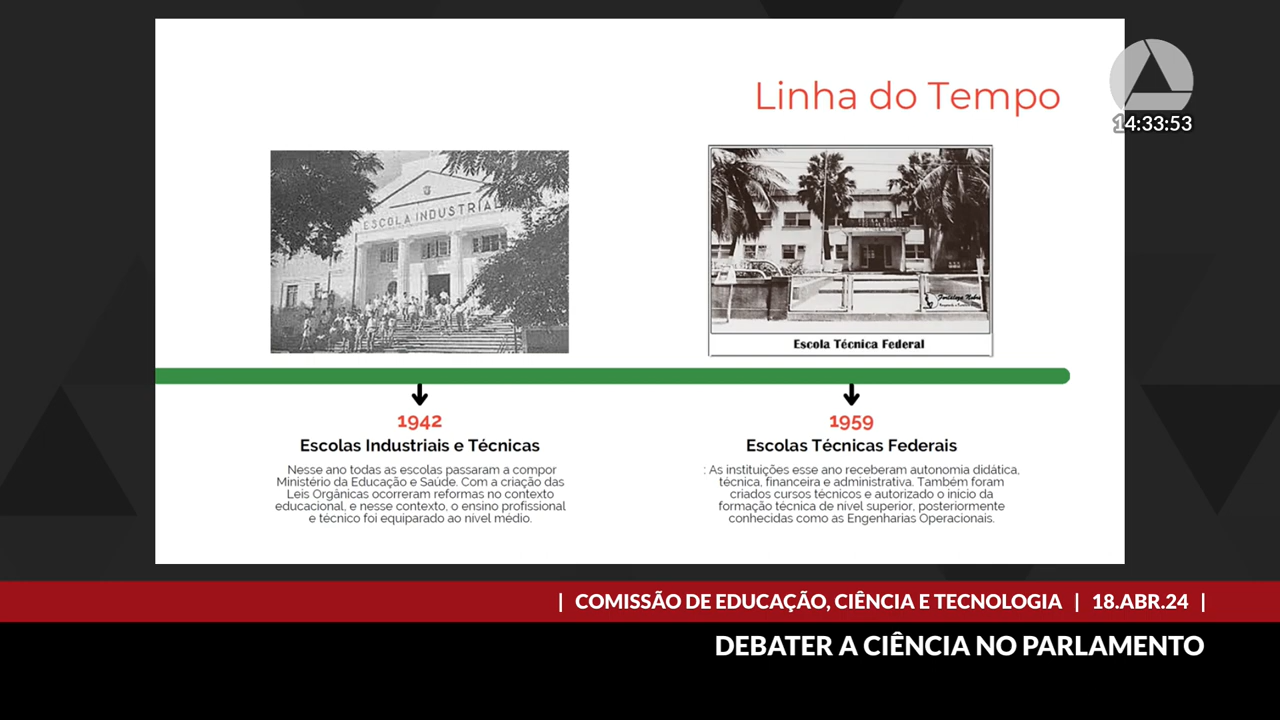 Linha do Tempo
14:33:53
ESCOLA INDUSTRIAL
Escola Técnica Federal
1942
Escolas Industriais e Técnicas
Nesse ano todas as escolas passaram a compor
Ministério da Educação e Saúde. Com a criação das
Leis Orgânicas ocorreram reformas no contexto
educacional, e nesse contexto, o ensino profissional
e técnico foi equiparado ao nível médio.
1959
Escolas Técnicas Federais
: As instituições esse ano receberam autonomia didática,
técnica, financeira e administrativa. Também foram
criados cursos técnicos e autorizado o início da
formação técnica de nível superior, posteriormente
conhecidas como as Engenharias Operacionais.
| COMISSÃO DE EDUCAÇÃO, CIÊNCIA E TECNOLOGIA | 18.ABR.24 |
DEBATER A CIÊNCIA NO PARLAMENTO